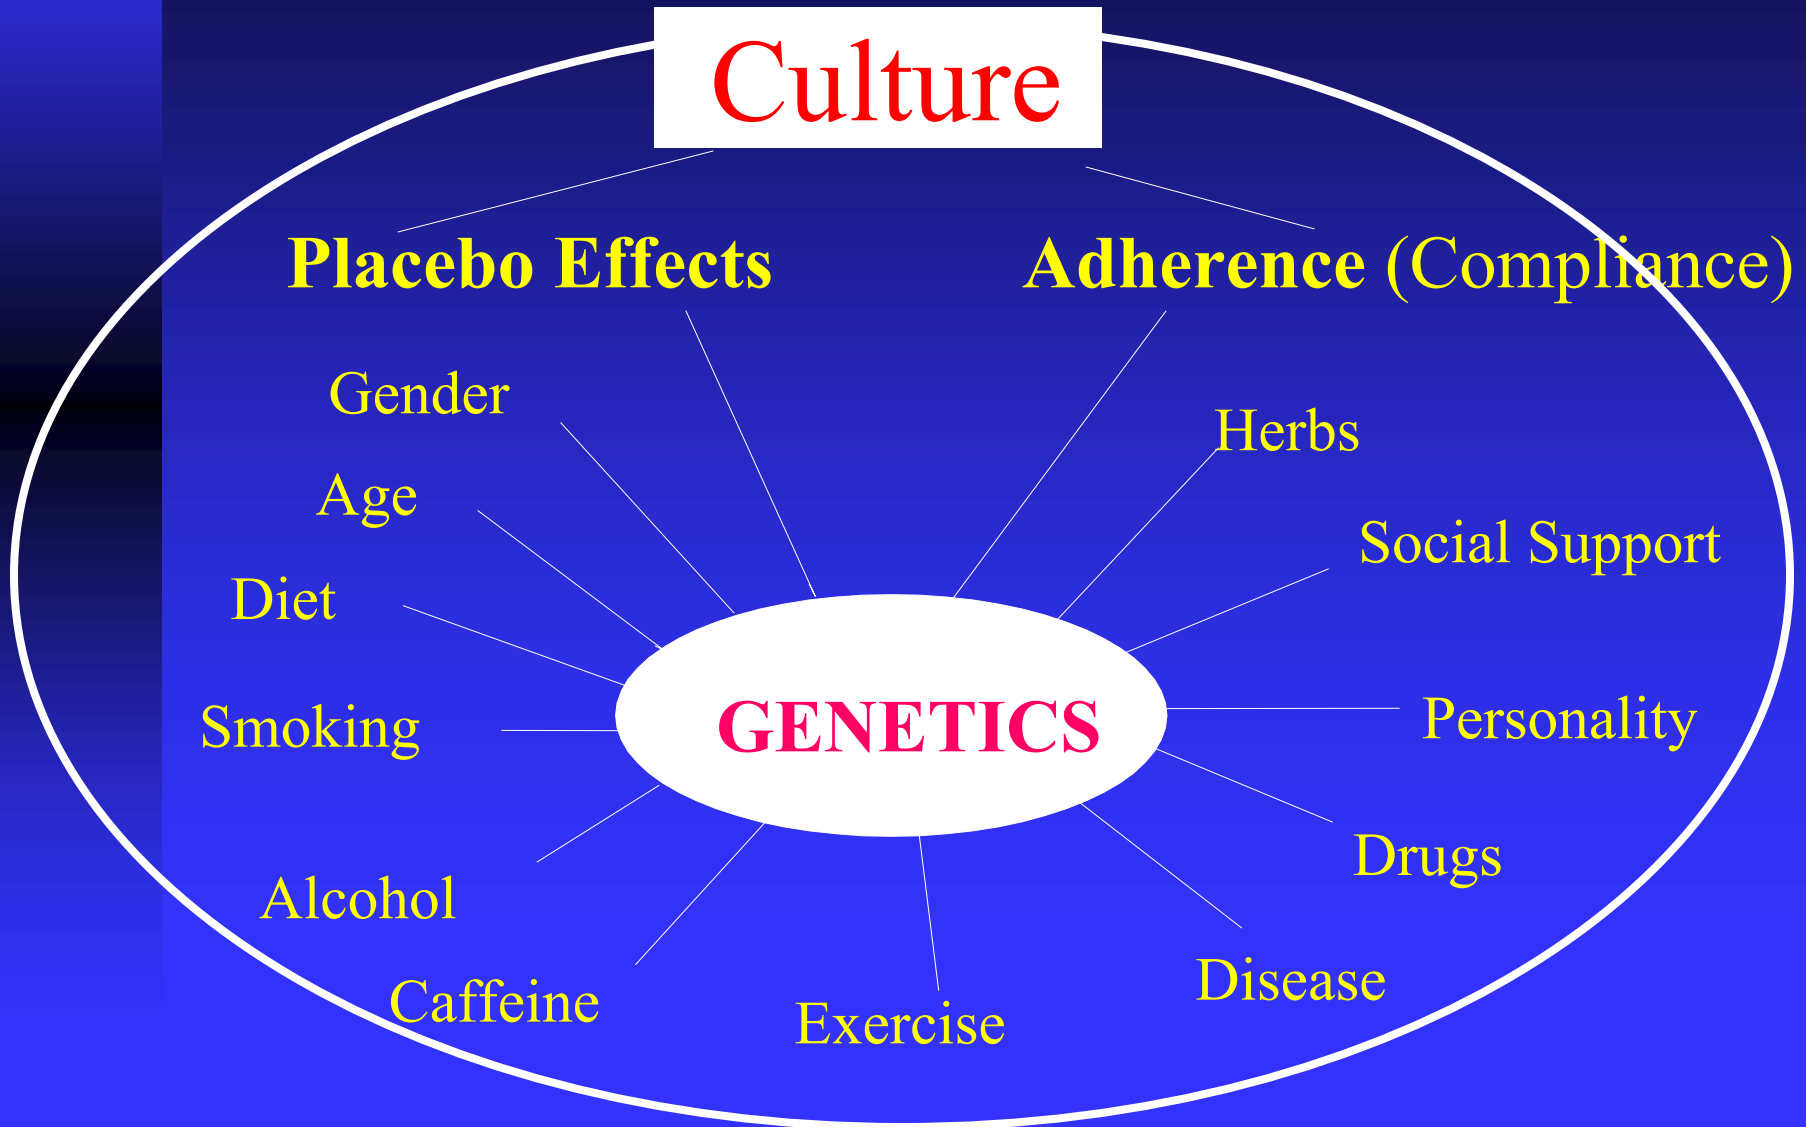 Culture
Placebo Effects
Adherence (Compliance)
Gender
Herbs
Age
Social Support
Diet
Smoking
GENETICS
Personality
Alcohol
Drugs
Caffeine
Exercise
Disease